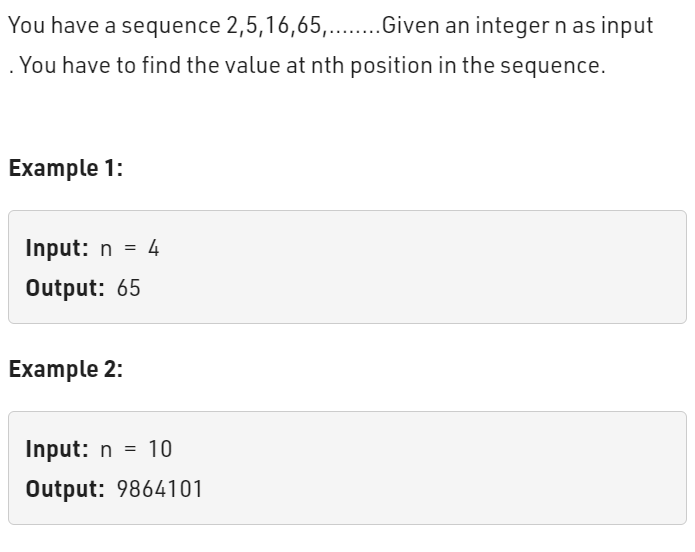 You have a sequence 2,5,16,65,........Given an integer n as input
. You have to find the value at nth position in the sequence.
Example 1:
Input: n = 4
Output: 65
Example 2:
Input: n = 10
Output: 9864101